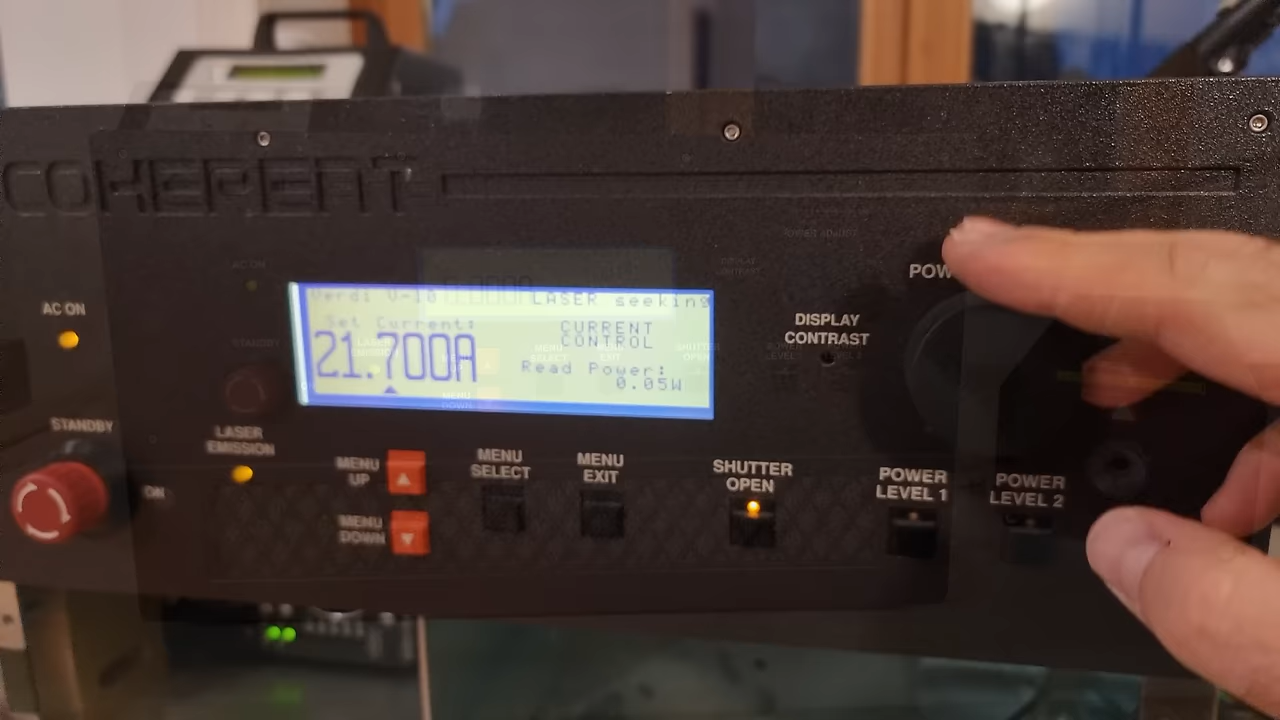 COHERENT
POW
AC ON
Verdi V-10 LASER seeking
Set Current:
21.700A
CURRENT
CONTROL
Read Power:
0.05W
DISPLAY
CONTRAST
STANDBY
ON
LASER
EMISSION
MENU
UP
MENU
DOWN
MENU
SELECT
MENU
EXIT
SHUTTER
OPEN
POWER
LEVEL 1
POWER
LEVEL 2